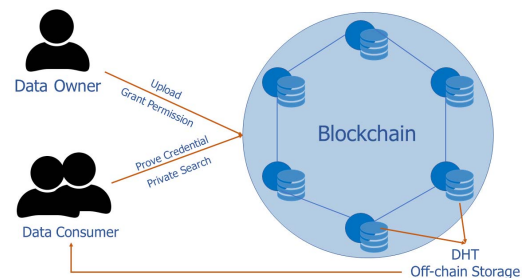 Data Owner
Upload
Grant Permission
Blockchain
Prove Credential
Private Search
Data Consumer
DHT
Off-chain Storage